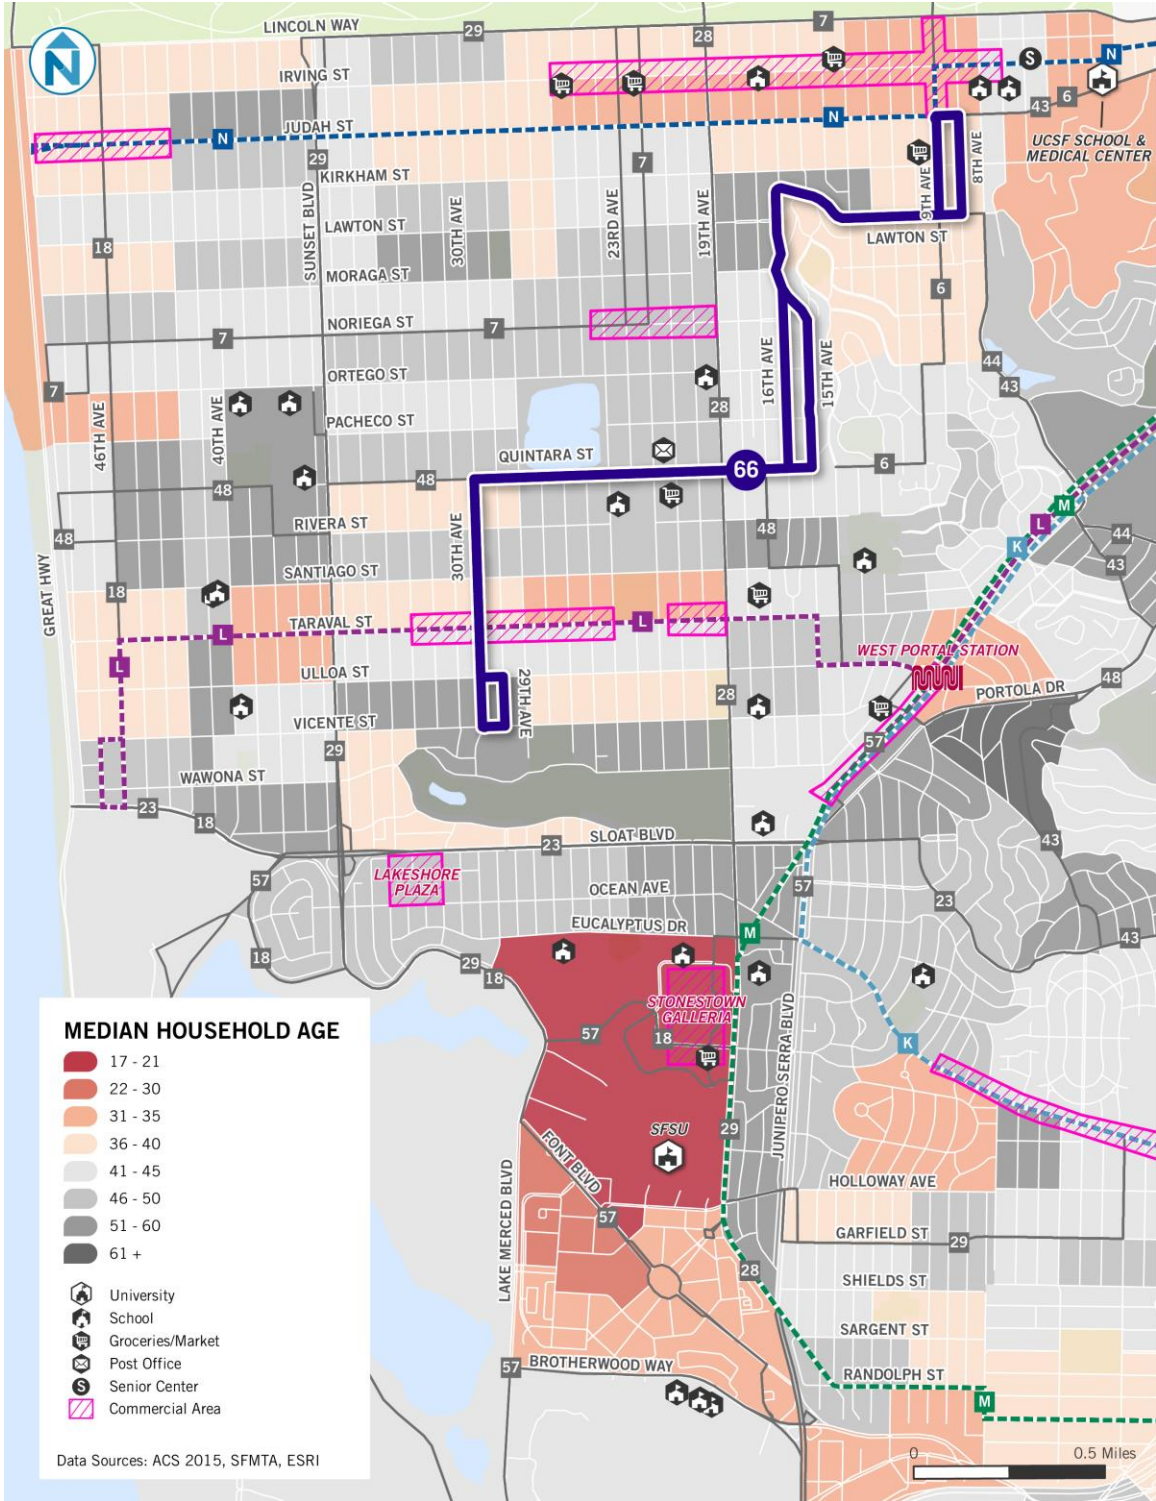 LINCOLN WAY
29
28
7
N
IRVING ST
S
N
6
43
UCSF SCHOOL &
MEDICAL CENTER
JUDAH ST
N
N
29
KIRKHAM ST
7
9TH AVE
8TH AVE
SUNSET BLVD
30TH AVE
23RD AVE
19TH AVE
LAWTON ST
LAWTON ST
18
MORAGA ST
6
NORIEGA ST
7
7
16TH AVE
15TH AVE
44
43
ORTEGO ST
7
28
46TH AVE
40TH AVE
PACHECO ST
QUINTARA ST
66
6
48
48
M
L
K
RIVERA ST
30TH AVE
48
48
44
43
GREAT HWY
SANTIAGO ST
18
TARAVAL ST
L
L
L
WEST PORTAL STATION
MUNI
ULLOA ST
29TH AVE
28
PORTOLA DR
48
VICENTE ST
29
57
WAWONA ST
23
18
SLOAT BLVD
23
43
57
LAKESHORE
PLAZA
OCEAN AVE
57
23
EUCALYPTUS DR
M
43
18
29
18
STONESTOWN
GALLERIA
57
18
JUNIPERO SERRA BLVD
K
SFSU
29
FONT BLVD
LAKE MERCED BLVD
57
HOLLOWAY AVE
GARFIELD ST
29
28
SHIELDS ST
SARGENT ST
BROTHERWOOD WAY
57
RANDOLPH ST
M
MEDIAN HOUSEHOLD AGE
17 - 21
22 - 30
31 - 35
36 - 40
41 - 45
46 - 50
51 - 60
61 +
University
School
Groceries/Market
Post Office
S Senior Center
Commercial Area
Data Sources: ACS 2015, SFMTA, ESRI
0 0.5 Miles